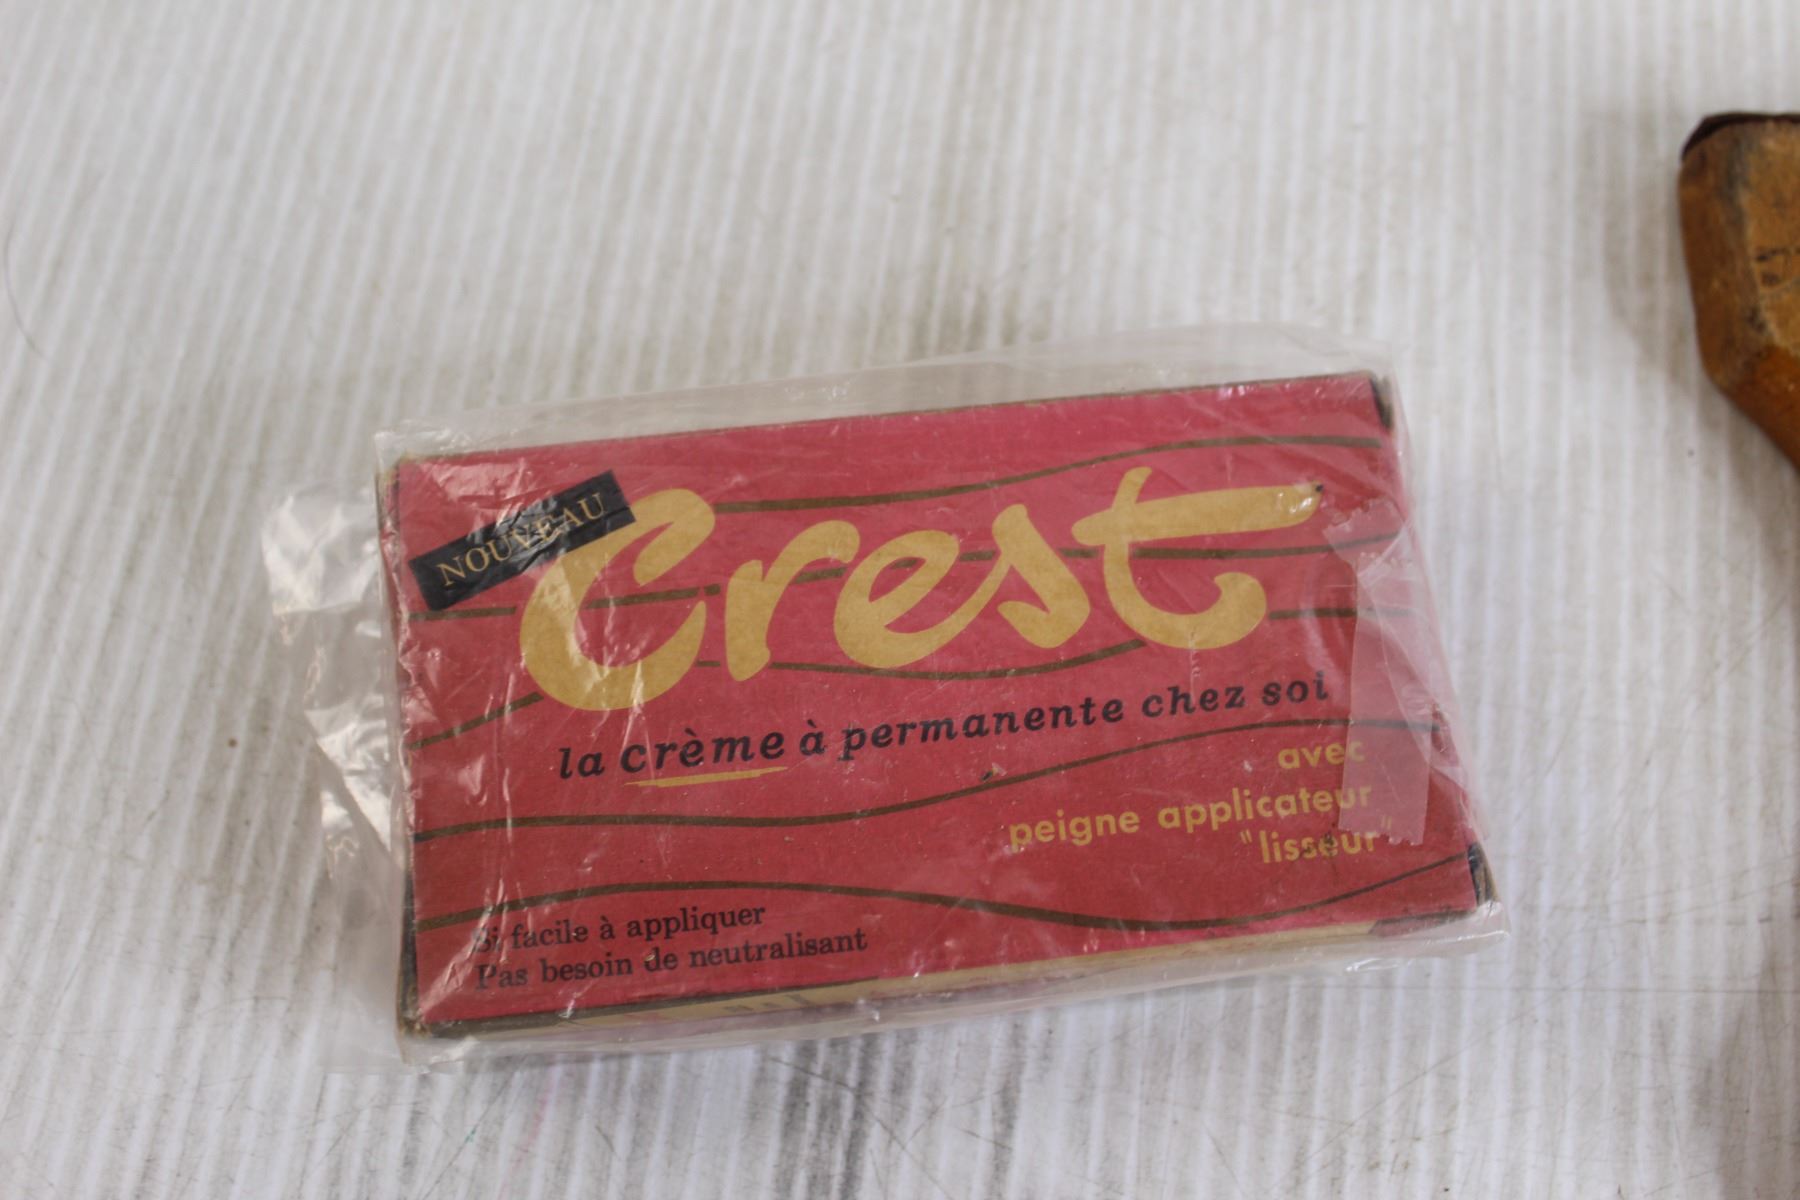 NOUVEAU
Crest
la crème à permanente chez soi
avec
peigne applicateur
"lisseur"
Si facile à appliquer
Pas besoin de neutralisant